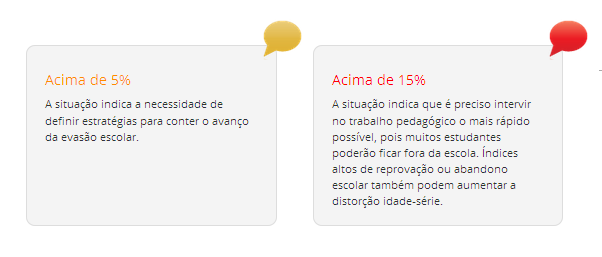 Acima de 5%
A situação indica a necessidade de
definir estratégias para conter o avanço
da evasão escolar.
Acima de 15%
A situação indica que é preciso intervir
no trabalho pedagógico o mais rápido
possível, pois muitos estudantes
poderão ficar fora da escola. Índices
altos de reprovação ou abandono
escolar também podem aumentar a
distorção idade-série.